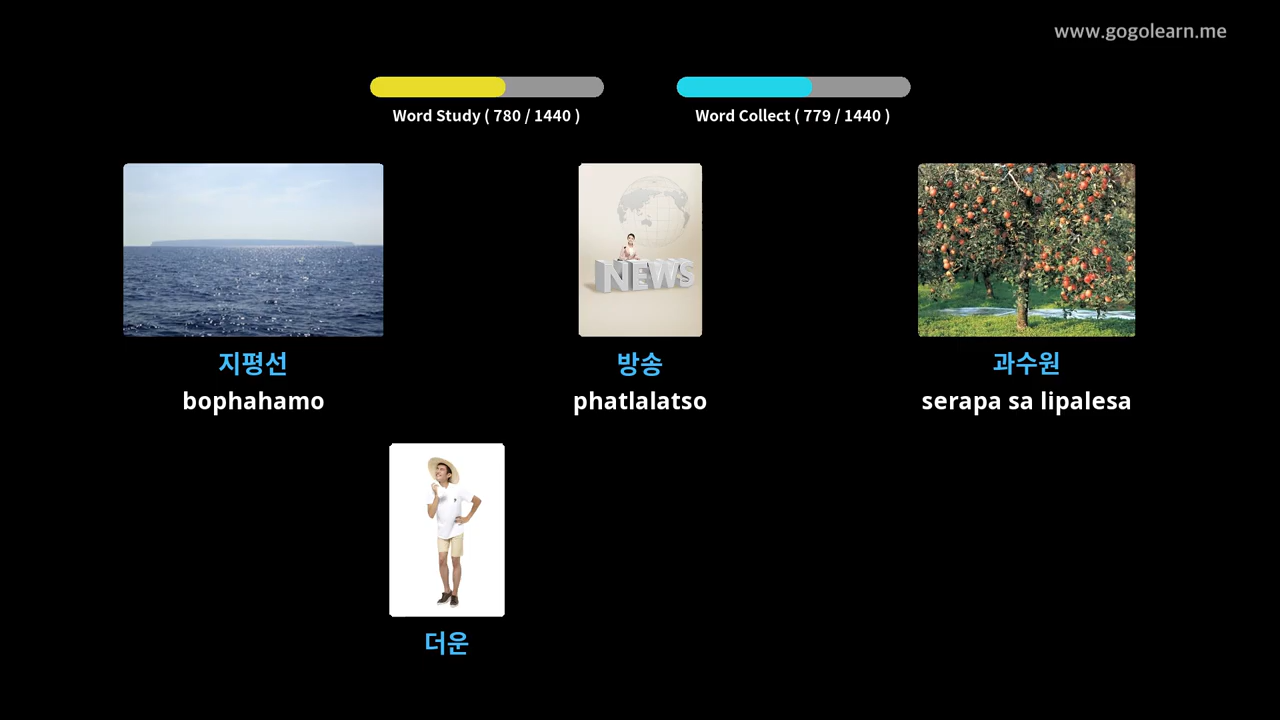 www.gogolearn.me
Word Study ( 780 / 1440 )
Word Collect ( 779 / 1440 )
NEWS
지평선
방송
과수원
bophahamo
phatlalatso
serapa sa lipalesa
더운